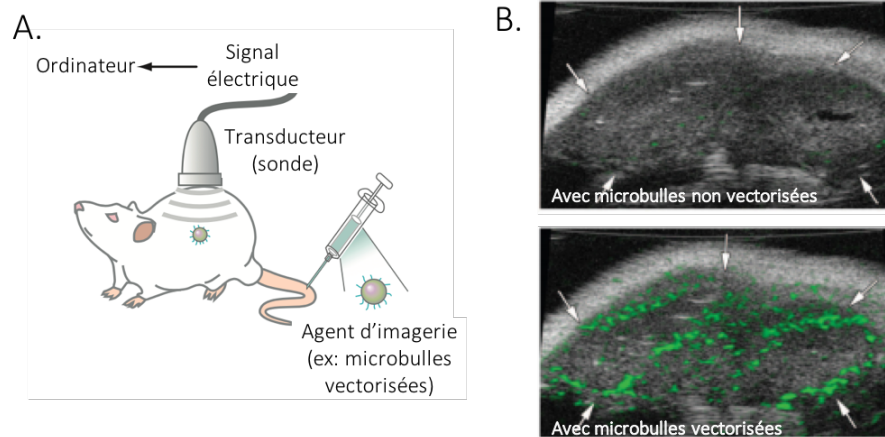 A.
Ordinateur
Signal
électrique
Transducteur
(sonde)
Agent d'imagerie
(ex: microbulles
vectorisées)
B.
Avec microbulles non vectorisées
Avec microbulles vectorisées